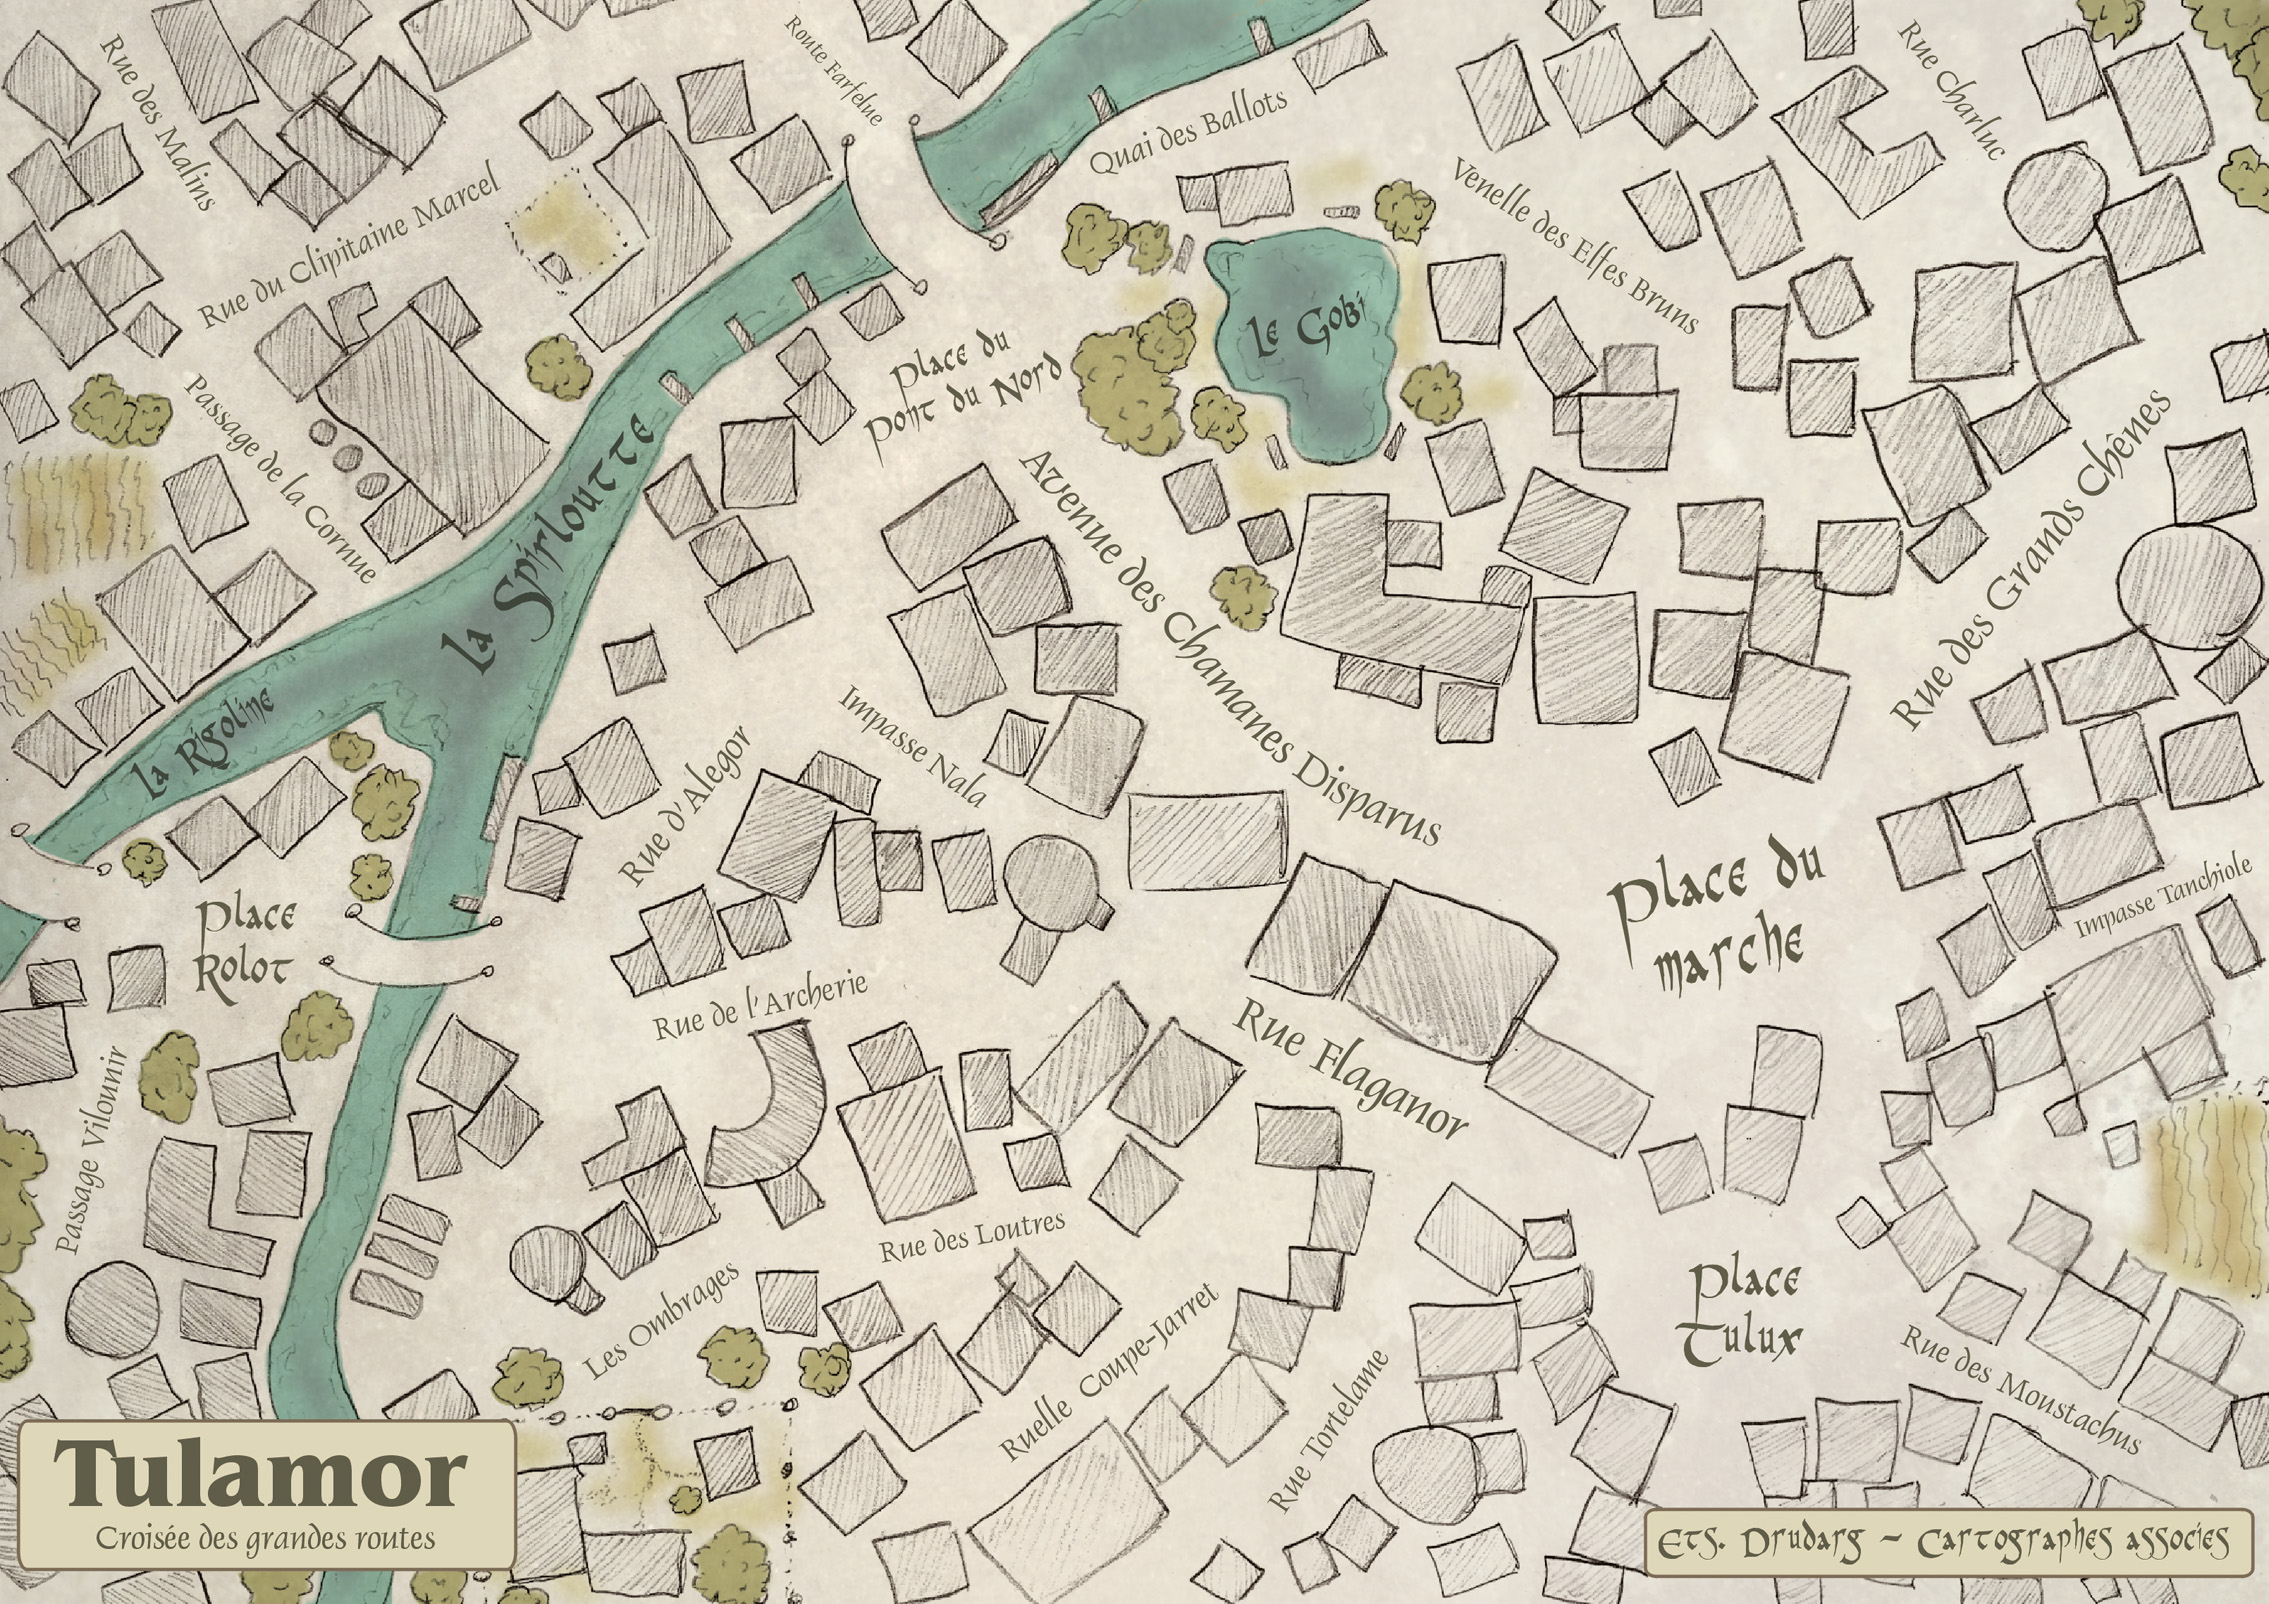 Rue des Malins
Route Farfelue
Rue Charluc
Quai des Ballots
Rue du Clipitaine Marcel
Venelle des Elfes Bruns
Le Gobi
Place du
Pont du Nord
Passage de la Cornue
La Spirloutte
Avenue des Chamanes Disparus
Rue des Grands Chênes
La Rigoline
Impasse Nala
Rue d'Alegor
Place du
marche
Impasse Tanchiole
Place
Rolot
Rue de l'Archerie
Rue Flaganor
Passage Vilounir
Rue des Loutres
Les Ombrages
Ruelle Coupe-Jarret
Place
Tulux
Rue Tortelame
Rue des Moustachus
Tulamor
Croisée des grandes routes
Ets. Drudarg - Cartographes associes